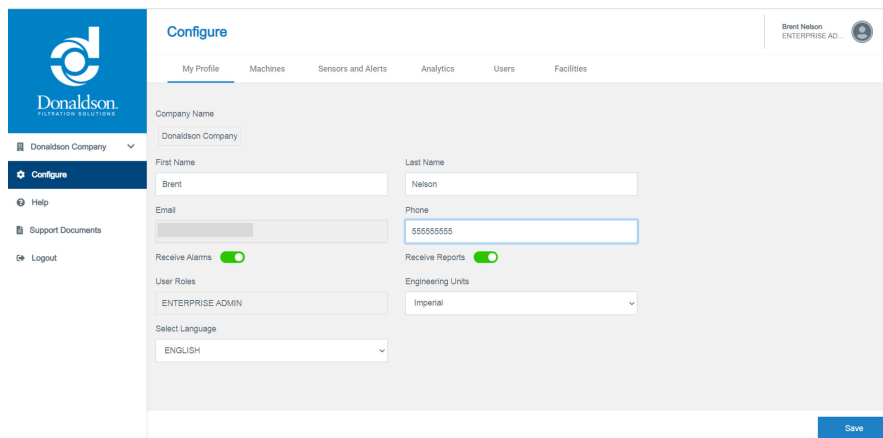 Donaldson.
FILTRATION SOLUTIONS
Donaldson Company
Configure
Help
Support Documents
Logout
Configure
Brent Nelson
ENTERPRISE AD...
My Profile Machines Sensors and Alerts Analytics Users Facilities
Company Name
Donaldson Company
First Name Last Name
Brent Nelson
Email Phone
555555555
Receive Alarms Receive Reports
User Roles Engineering Units
ENTERPRISE ADMIN Imperial
Select Language
ENGLISH
Save